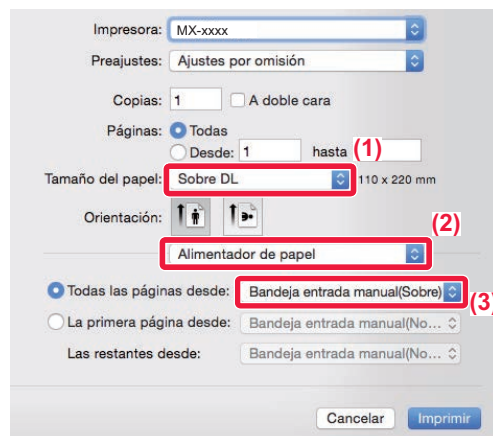 Impresora: MX-xxxx
Preajustes: Ajustes por omisión
Copias: 1 A doble cara
Páginas: Todas
Desde: 1 hasta (1)
Tamaño del papel: Sobre DL 110 x 220 mm
Orientación:
(2)
Alimentador de papel
Todas las páginas desde: Bandeja entrada manual(Sobre)
(3)
La primera página desde: Bandeja entrada manual(No...
Las restantes desde: Bandeja entrada manual(No...
Cancelar Imprimir